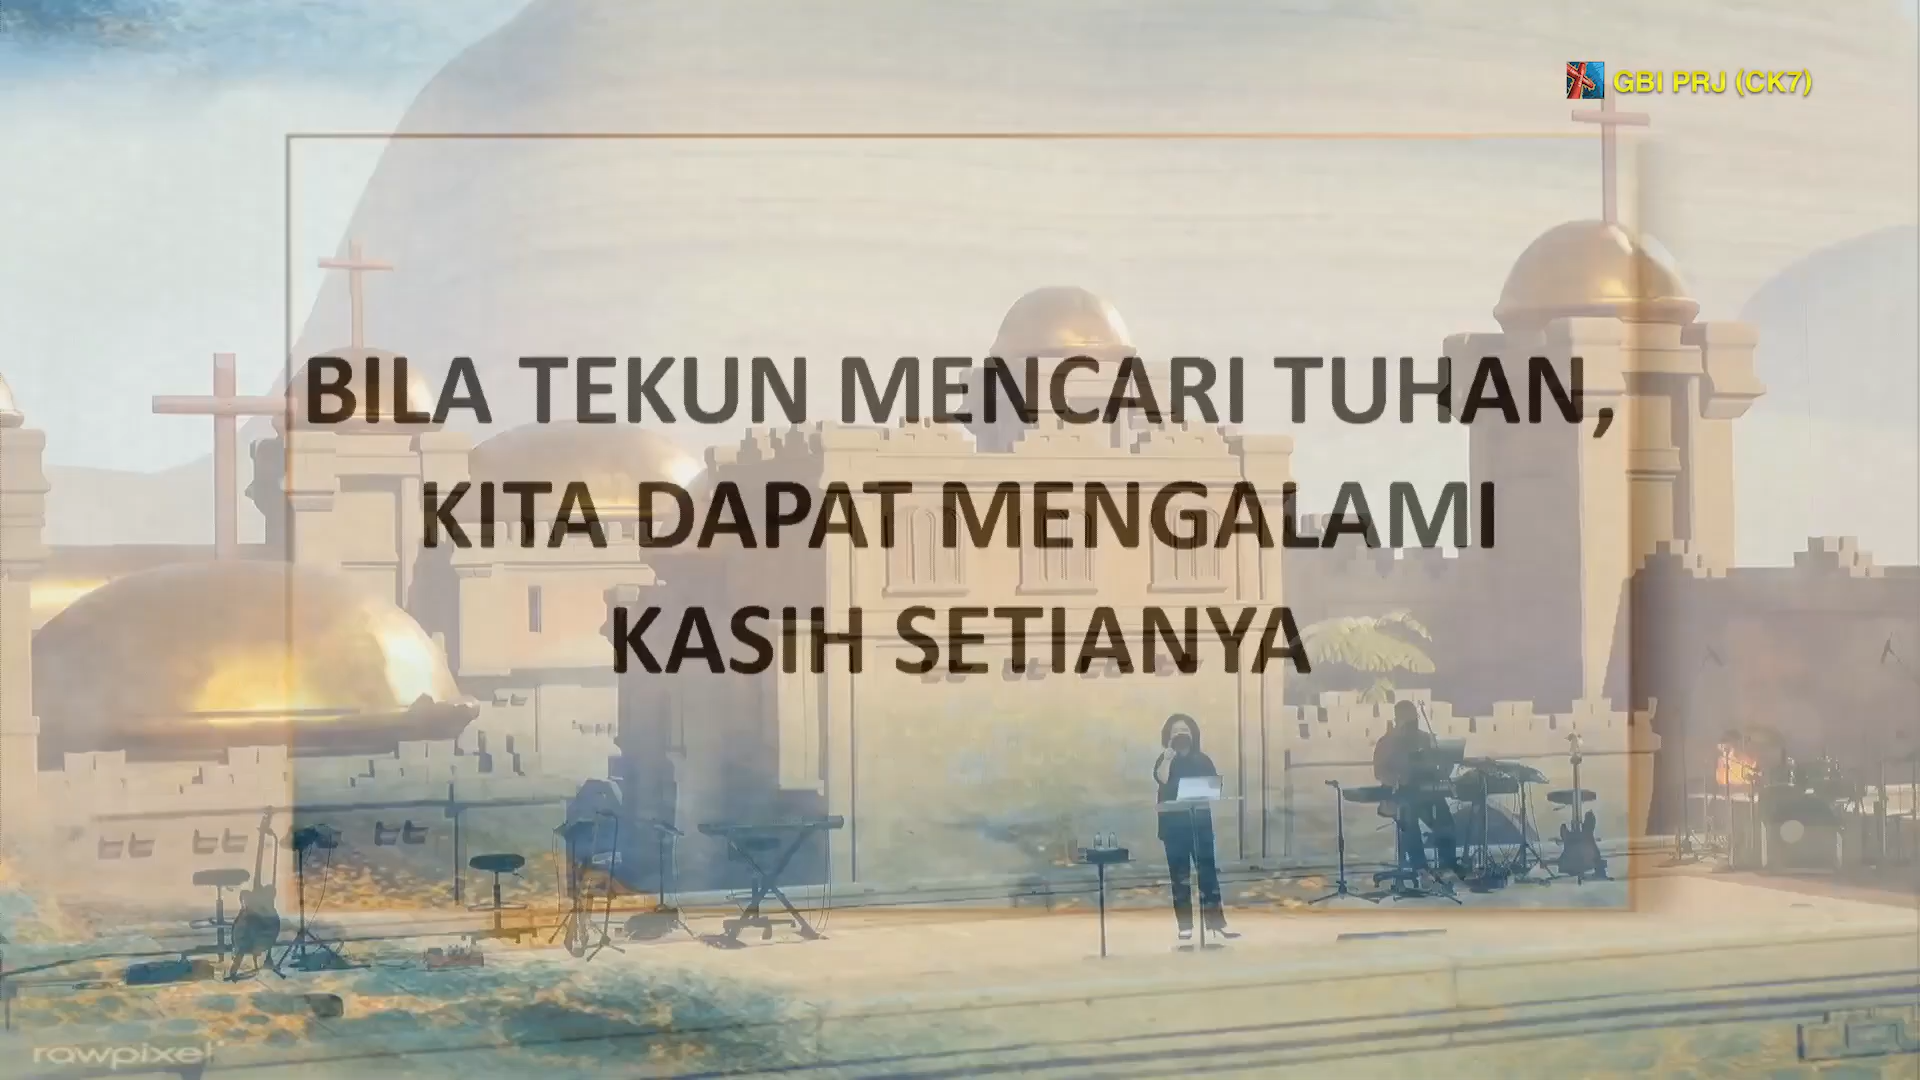 GBI PRJ (CK7)
BILA TEKUN MENCARI TUHAN,
KITA DAPAT MENGALAMI
KASIH SETIANYA
rawpixel